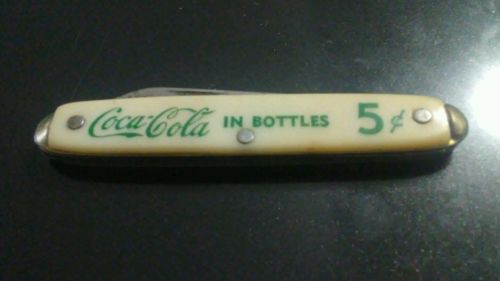 Coca-Cola IN BOTTLES 5¢